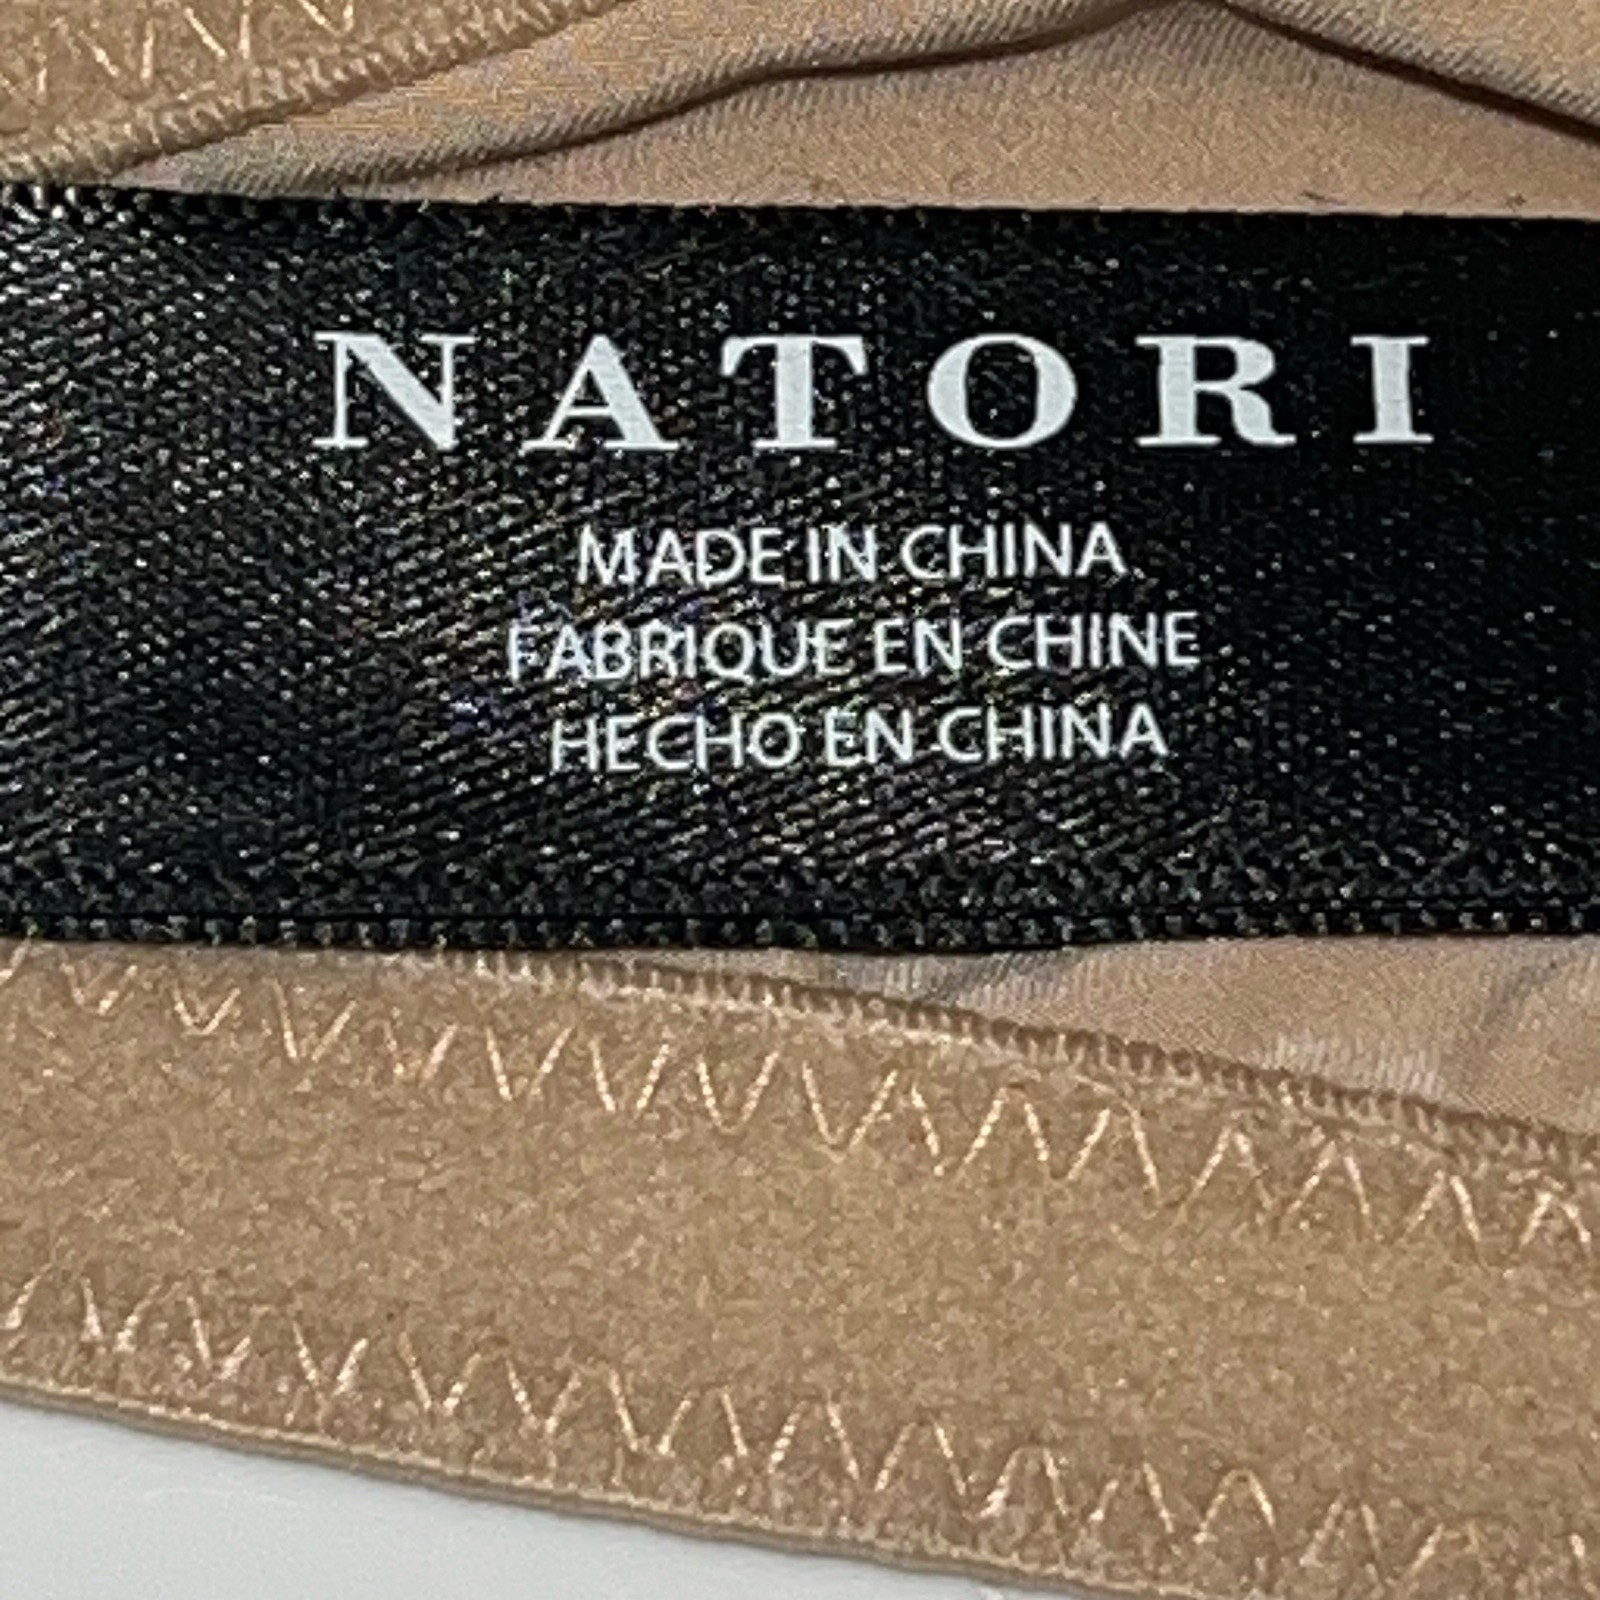 NATORI
MADE IN CHINA
FABRIQUE EN CHINE
HECHO EN CHINA